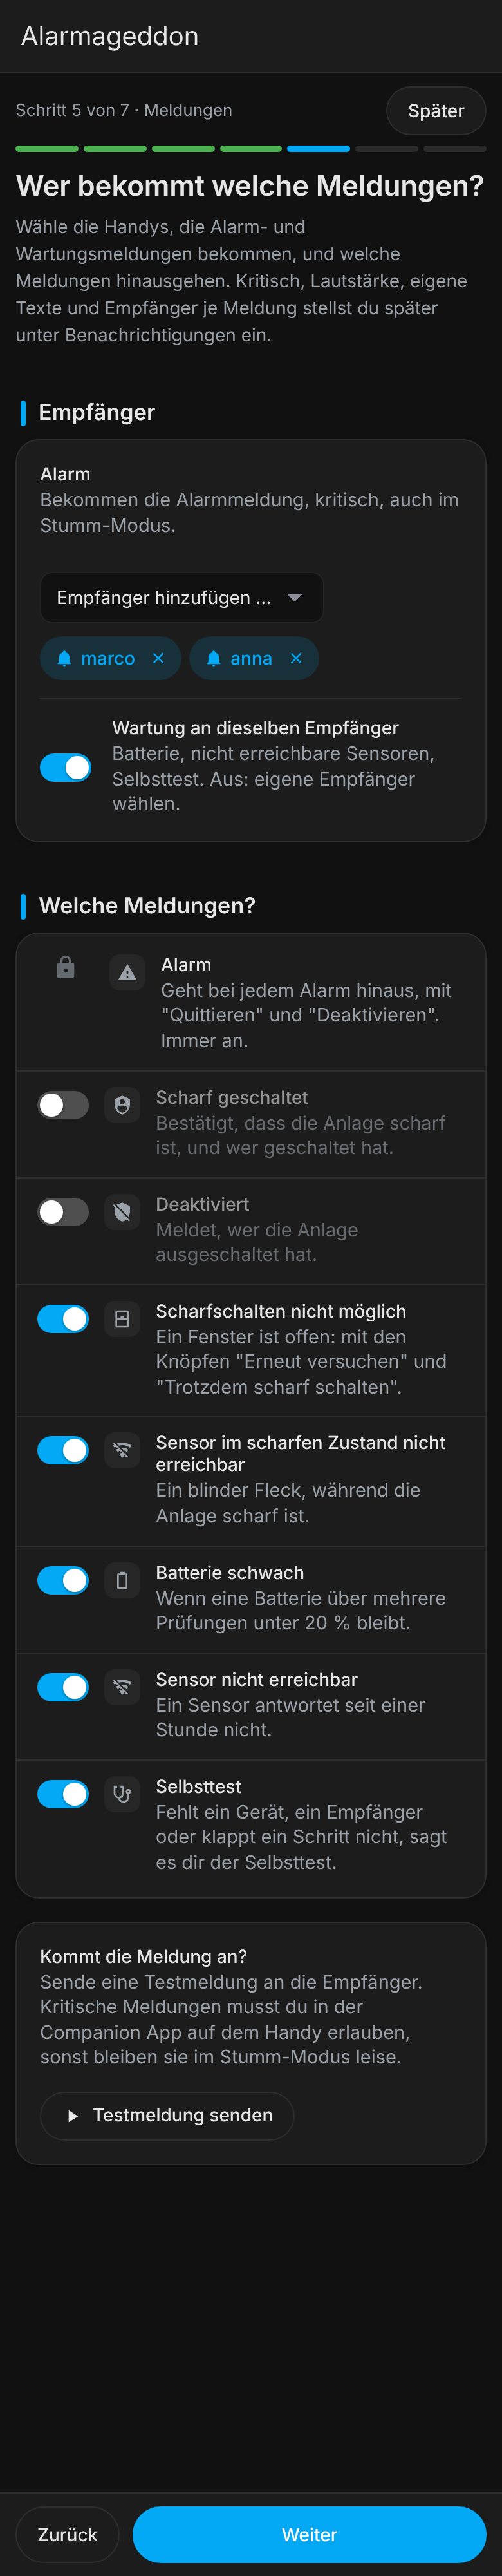 Alarmageddon
Schritt 5 von 7 · Meldungen
Später
Wer bekommt welche Meldungen?
Wähle die Handys, die Alarm- und
Wartungsmeldungen bekommen, und welche
Meldungen hinausgehen. Kritisch, Lautstärke, eigene
Texte und Empfänger je Meldung stellst du später
unter Benachrichtigungen ein.
Empfänger
Alarm
Bekommen die Alarmmeldung, kritisch, auch im
Stumm-Modus.
Empfänger hinzufügen ...
marco
anna
Wartung an dieselben Empfänger
Batterie, nicht erreichbare Sensoren,
Selbsttest. Aus: eigene Empfänger
wählen.
Welche Meldungen?
Alarm
Geht bei jedem Alarm hinaus, mit
"Quittieren" und "Deaktivieren".
Immer an.
Scharf geschaltet
Bestätigt, dass die Anlage scharf
ist, und wer geschaltet hat.
Deaktiviert
Meldet, wer die Anlage
ausgeschaltet hat.
Scharfschalten nicht möglich
Ein Fenster ist offen: mit den
Knöpfen "Erneut versuchen" und
"Trotzdem scharf schalten".
Sensor im scharfen Zustand nicht
erreichbar
Ein blinder Fleck, während die
Anlage scharf ist.
Batterie schwach
Wenn eine Batterie über mehrere
Prüfungen unter 20 % bleibt.
Sensor nicht erreichbar
Ein Sensor antwortet seit einer
Stunde nicht.
Selbsttest
Fehlt ein Gerät, ein Empfänger
oder klappt ein Schritt nicht, sagt
es dir der Selbsttest.
Kommt die Meldung an?
Sende eine Testmeldung an die Empfänger.
Kritische Meldungen musst du in der
Companion App auf dem Handy erlauben,
sonst bleiben sie im Stumm-Modus leise.
Testmeldung senden
Zurück
Weiter